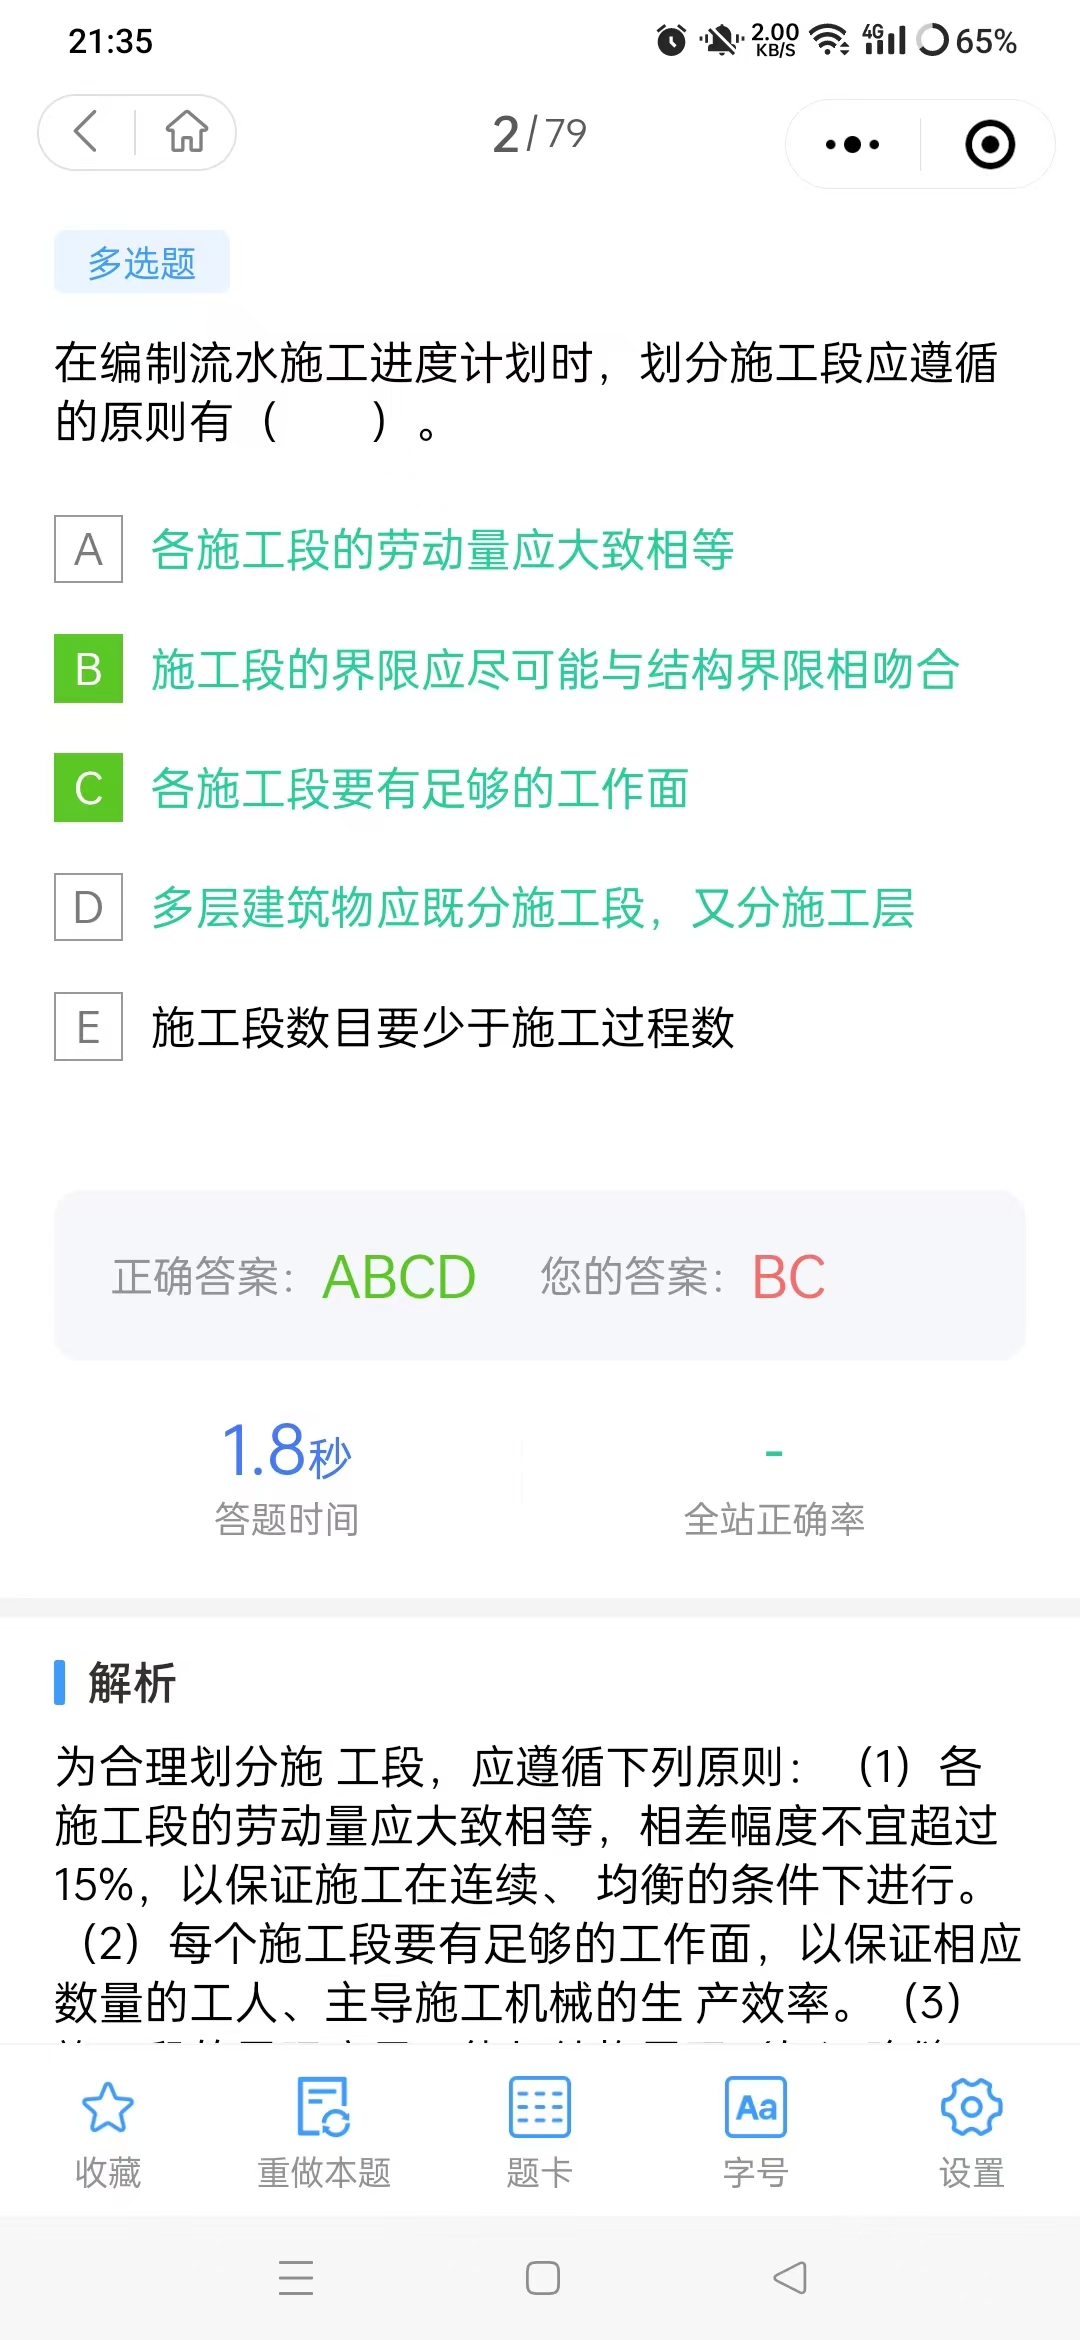 21:35
2.00
KB/S
4G
65%
2/79
多选题
在编制流水施工进度计划时，划分施工段应遵循
的原则有（　　）。
A 各施工段的劳动量应大致相等
B 施工段的界限应尽可能与结构界限相吻合
C 各施工段要有足够的工作面
D 多层建筑物应既分施工段，又分施工层
E 施工段数目要少于施工过程数
正确答案：ABCD 您的答案：BC
1.8秒 -
答题时间 全站正确率
解析
为合理划分施 工段，应遵循下列原则：（1）各
施工段的劳动量应大致相等，相差幅度不宜超过
15%，以保证施工在连续、 均衡的条件下进行。
（2）每个施工段要有足够的工作面，以保证相应
数量的工人、主导施工机械的生 产效率。（3）
Aa
收藏 重做本题 题卡 字号 设置